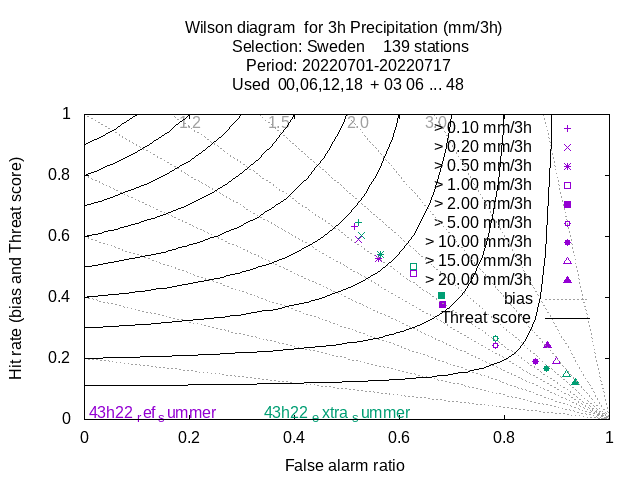 Wilson diagram  for 3h Precipitation (mm/3h)
Selection: Sweden    139 stations
Period: 20220701-20220717
Used  00,06,12,18  + 03 06 ... 48
Hit rate (bias and Threat score)
1
0.8
0.6
0.4
0.2
0
1.2
1.5
2.0
3.0
> 0.10 mm/3h
> 0.20 mm/3h
> 0.50 mm/3h
> 1.00 mm/3h
> 2.00 mm/3h
> 5.00 mm/3h
> 10.00 mm/3h
> 15.00 mm/3h
> 20.00 mm/3h
bias
Threat score
43h22ref summer
43h22extra summer
0 0.2 0.4 0.6 0.8 1
False alarm ratio